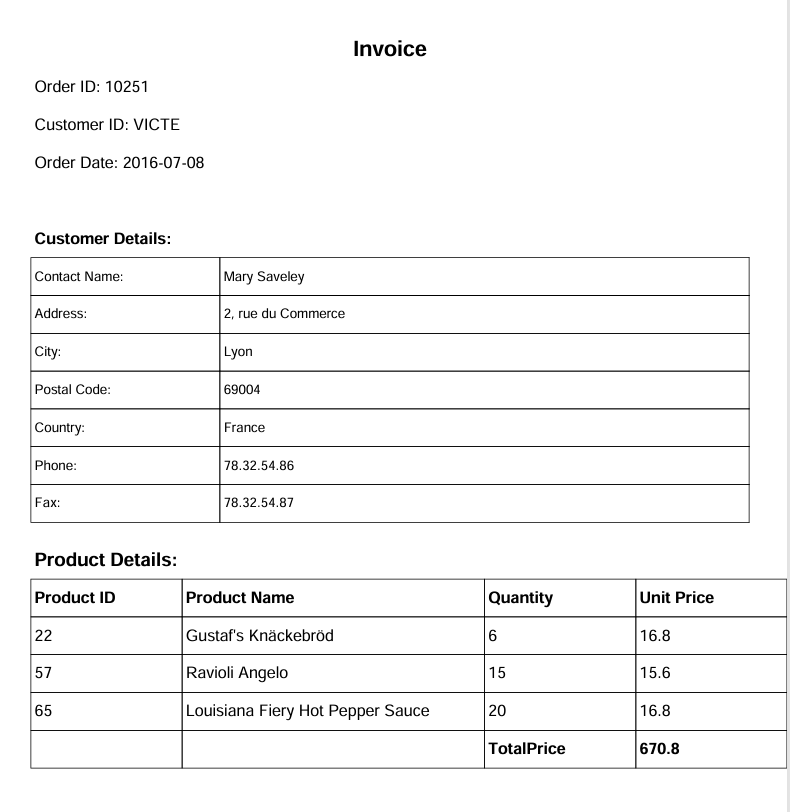 Invoice
Order ID: 10251
Customer ID: VICTE
Order Date: 2016-07-08
Customer Details:
Contact Name: Mary Saveley
Address: 2, rue du Commerce
City: Lyon
Postal Code: 69004
Country: France
Phone: 78.32.54.86
Fax: 78.32.54.87
Product Details:
Product ID Product Name Quantity Unit Price
22 Gustaf's Knäckebröd 6 16.8
57 Ravioli Angelo 15 15.6
65 Louisiana Fiery Hot Pepper Sauce 20 16.8
TotalPrice 670.8